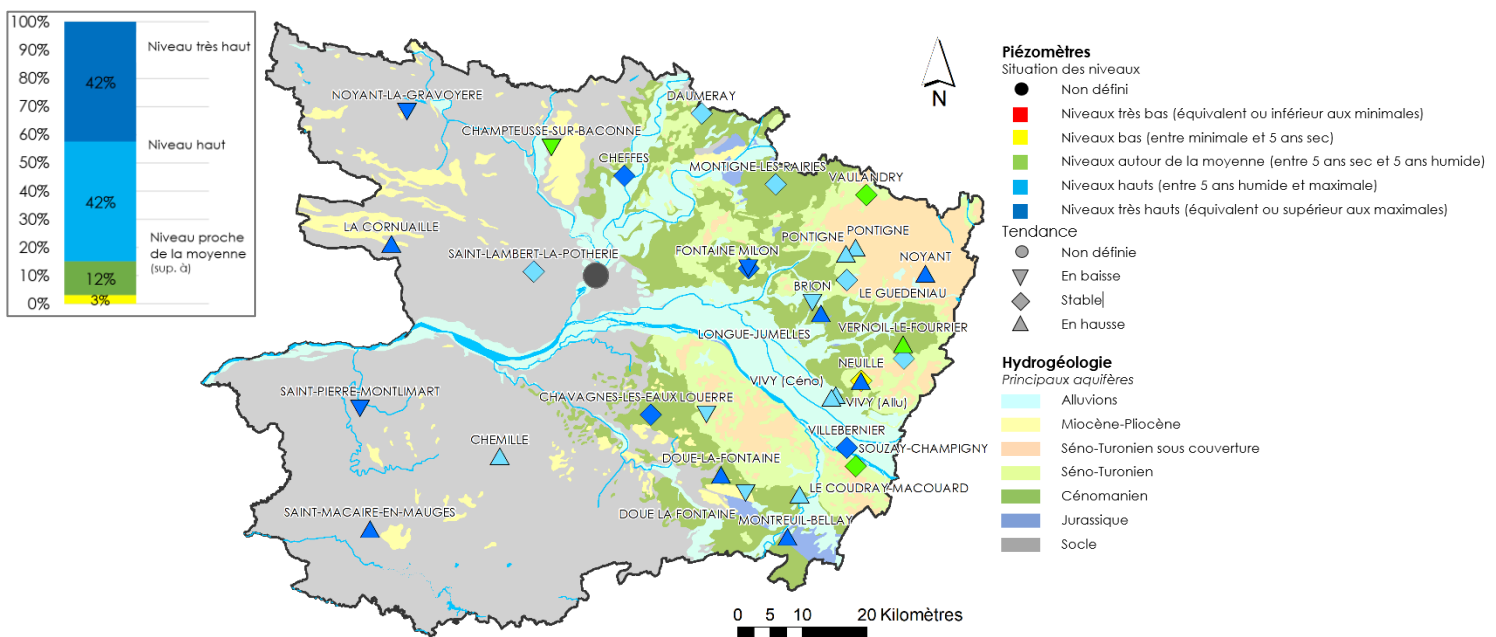 100%
90%
80%
70%
60%
50%
40%
30%
20%
10%
0%
42%
42%
12%
3%
Niveau très haut
Niveau haut
Niveau proche
de la moyenne
(sup. à)
NOYANT-LA-GRAVOYERE
CHAMPTEUSSE-SUR-BACONNE
DAUMERAY
CHEFFES
MONTIGNE-LES-RAIRIES
VAULANDRY
LA CORNUAILLE
SAINT-LAMBERT-LA-POTHERIE
FONTAINE MILON
PONTIGNE
PONTIGNE
NOYANT
BRION
LE GUEDENIAU
LONGUE-JUMELLES
VERNOIL-LE-FOURRIER
NEUILLE
VIVY (Céno)
VIVY (Allu)
SAINT-PIERRE-MONTLIMART
CHAVAGNES-LES-EAUX
LOUERRE
VILLEBERNIER
SOUZAY-CHAMPIGNY
CHEMILLE
DOUE-LA-FONTAINE
LE COUDRAY-MACOUARD
SAINT-MACAIRE-EN-MAUGES
DOUE LA FONTAINE
MONTREUIL-BELLAY
N
0 5 10 20 Kilomètres
Piézomètres
Situation des niveaux
Non défini
Niveaux très bas (équivalent ou inférieur aux minimales)
Niveaux bas (entre minimale et 5 ans sec)
Niveaux autour de la moyenne (entre 5 ans sec et 5 ans humide)
Niveaux hauts (entre 5 ans humide et maximale)
Niveaux très hauts (équivalent ou supérieur aux maximales)
Tendance
Non définie
En baisse
Stable
En hausse
Hydrogéologie
Principaux aquifères
Alluvions
Miocène-Pliocène
Séno-Turonien sous couverture
Séno-Turonien
Cénomanien
Jurassique
Socle